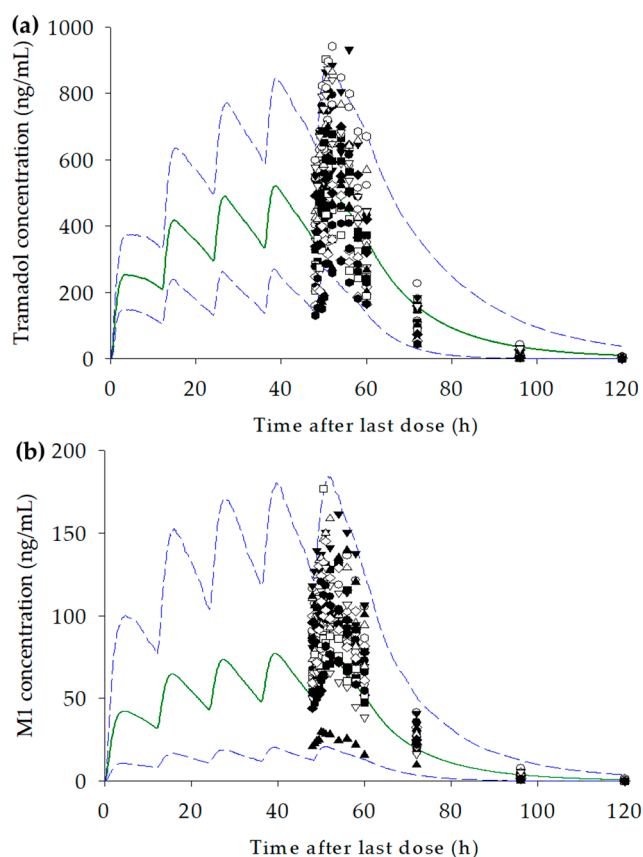 (a)
Tramadol concentration (ng/mL)
1000
800
600
400
200
0
0 20 40 60 80 100 120
Time after last dose (h)
(b)
M1 concentration (ng/mL)
200
150
100
50
0
0 20 40 60 80 100 120
Time after last dose (h)